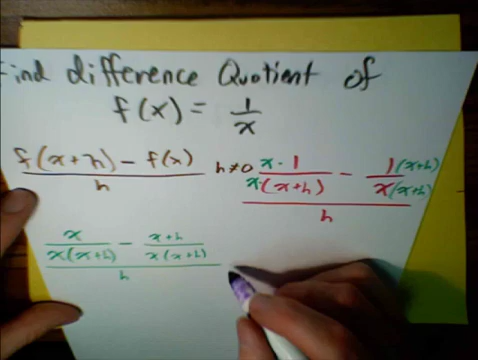 Find difference Quotient of
f(x) = 1/x
(f(x+h) - f(x))/h h≠0 ((x·1)/(x·(x+h)) - (1(x+h))/(x(x+h)))/h
(x/(x(x+h)) - (x+h)/(x(x+h)))/h